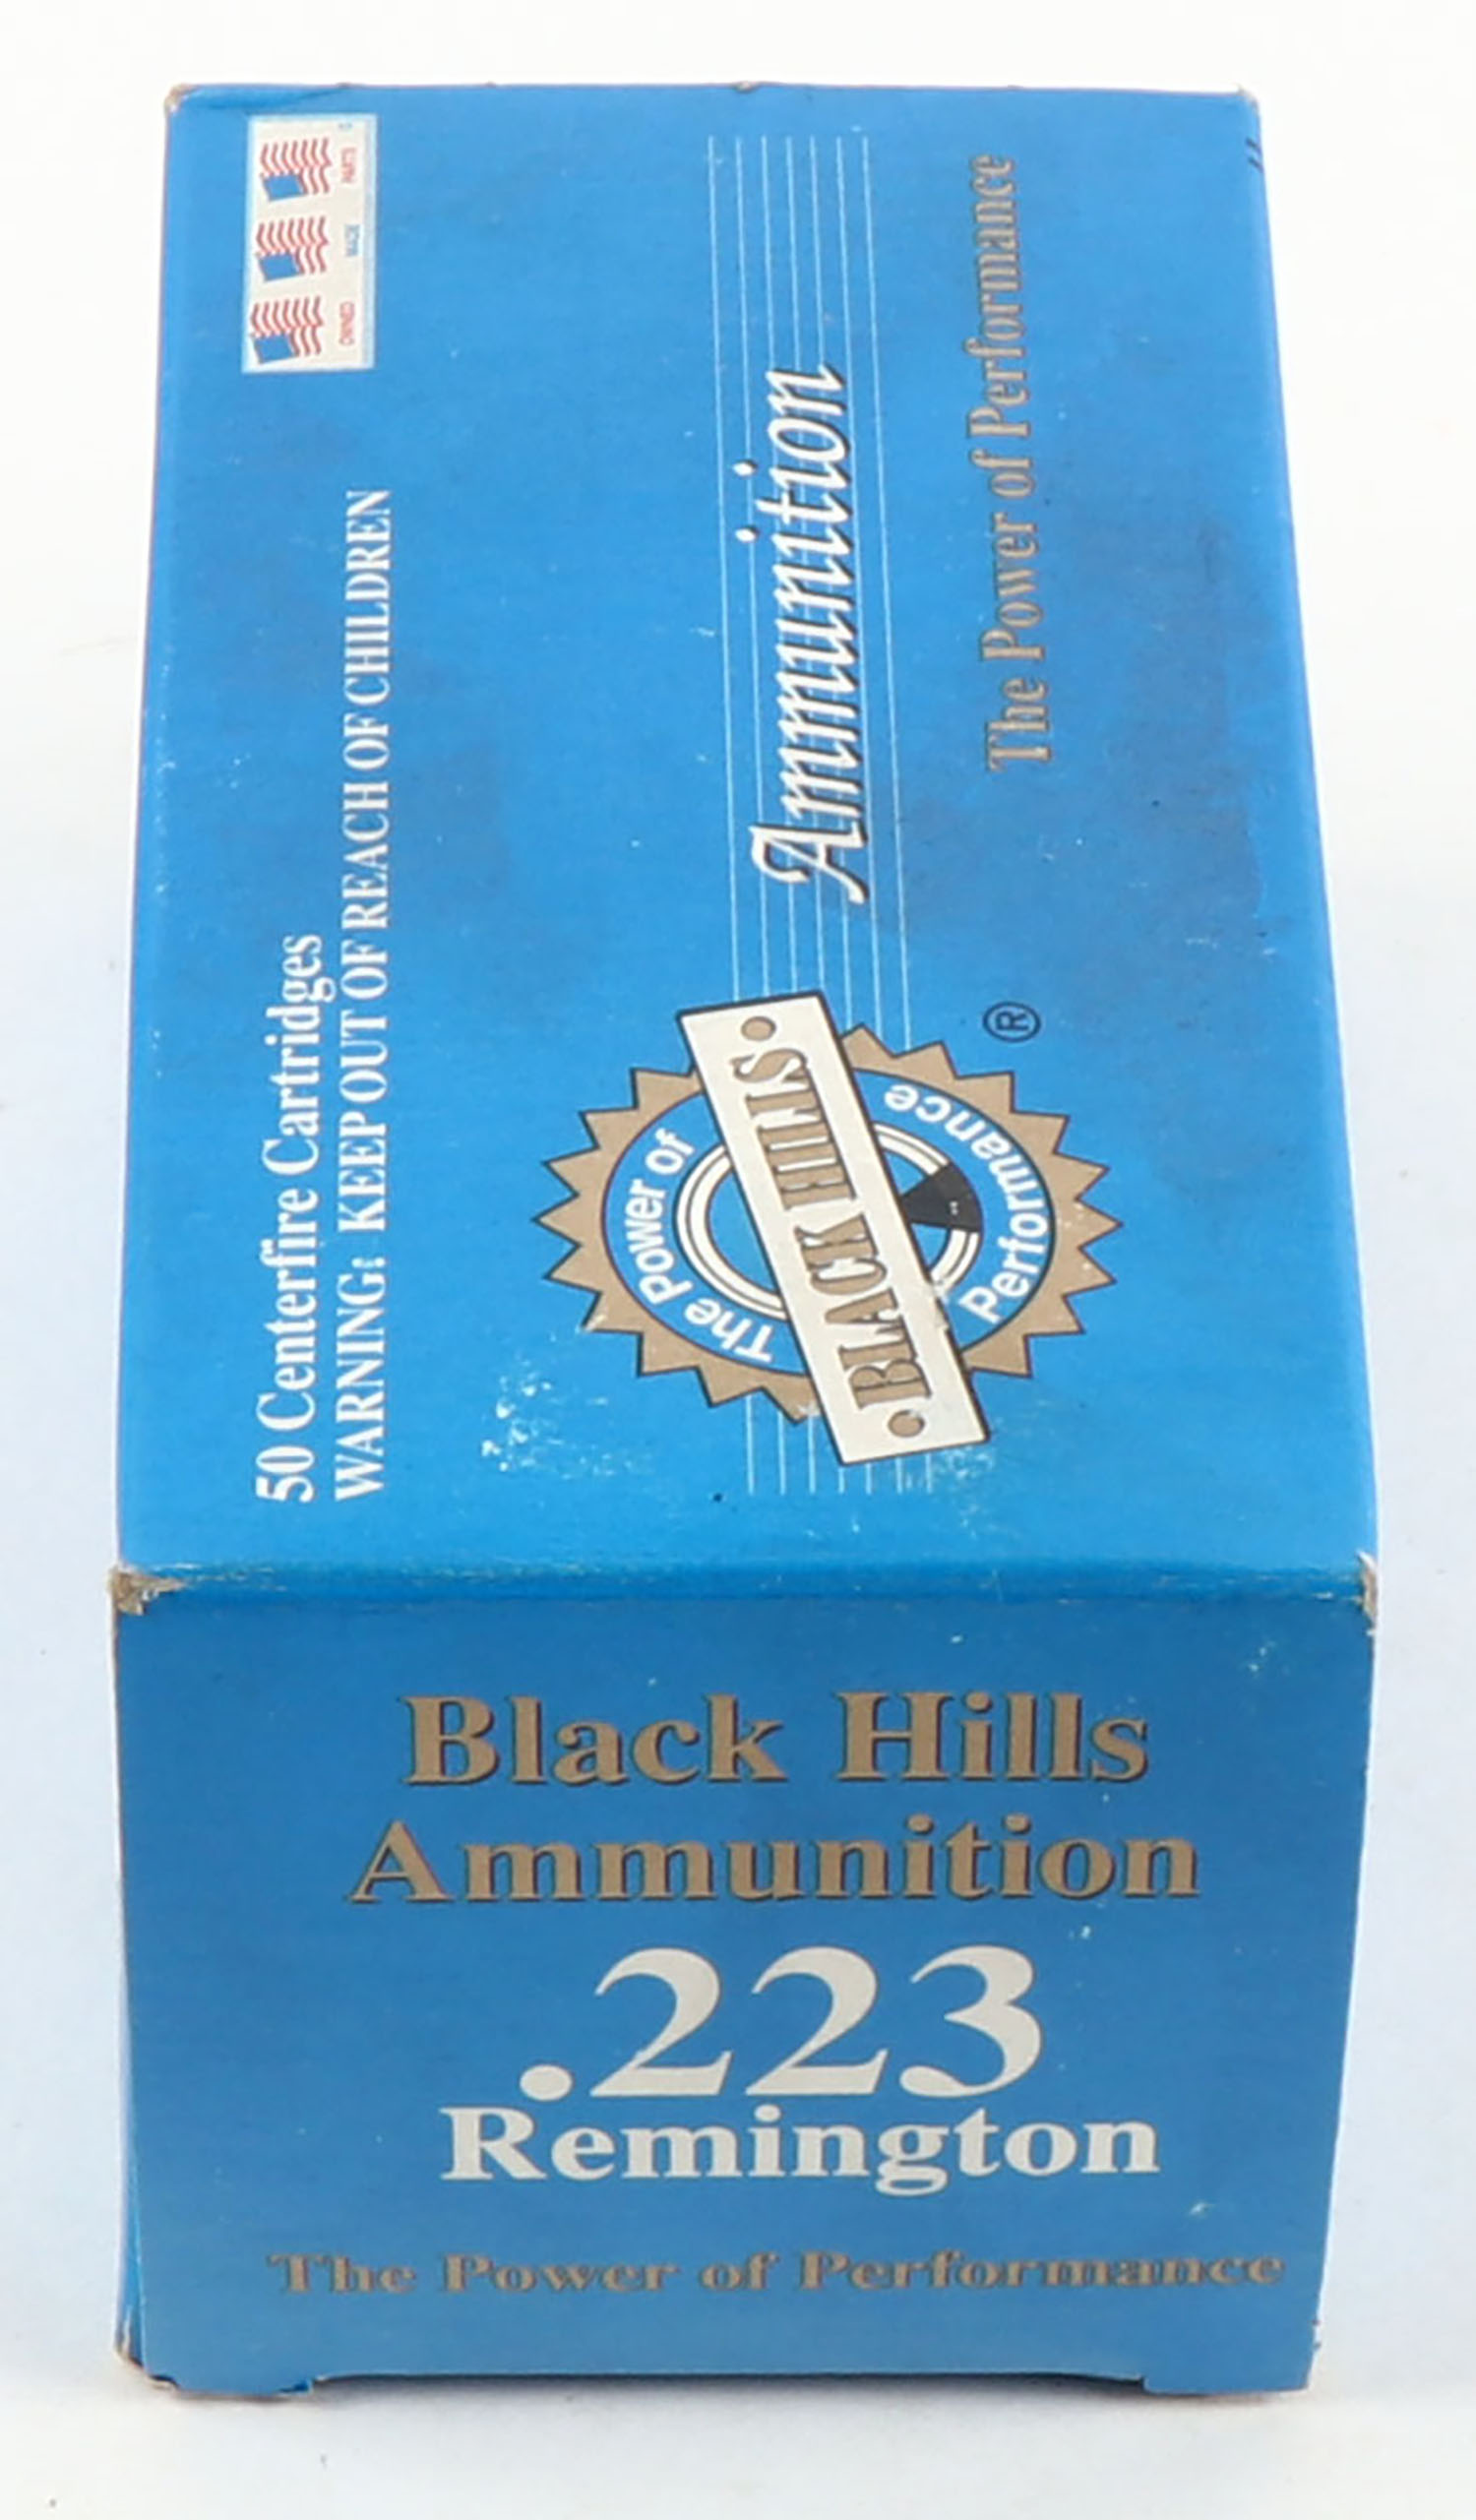 50 Centerfire Cartridges
WARNING: KEEP OUT OF REACH OF CHILDREN
The Power of
BLACK HILLS
Performance
®
Ammunition
The Power of Performance
Black Hills
Ammunition
.223
Remington
The Power of Performance